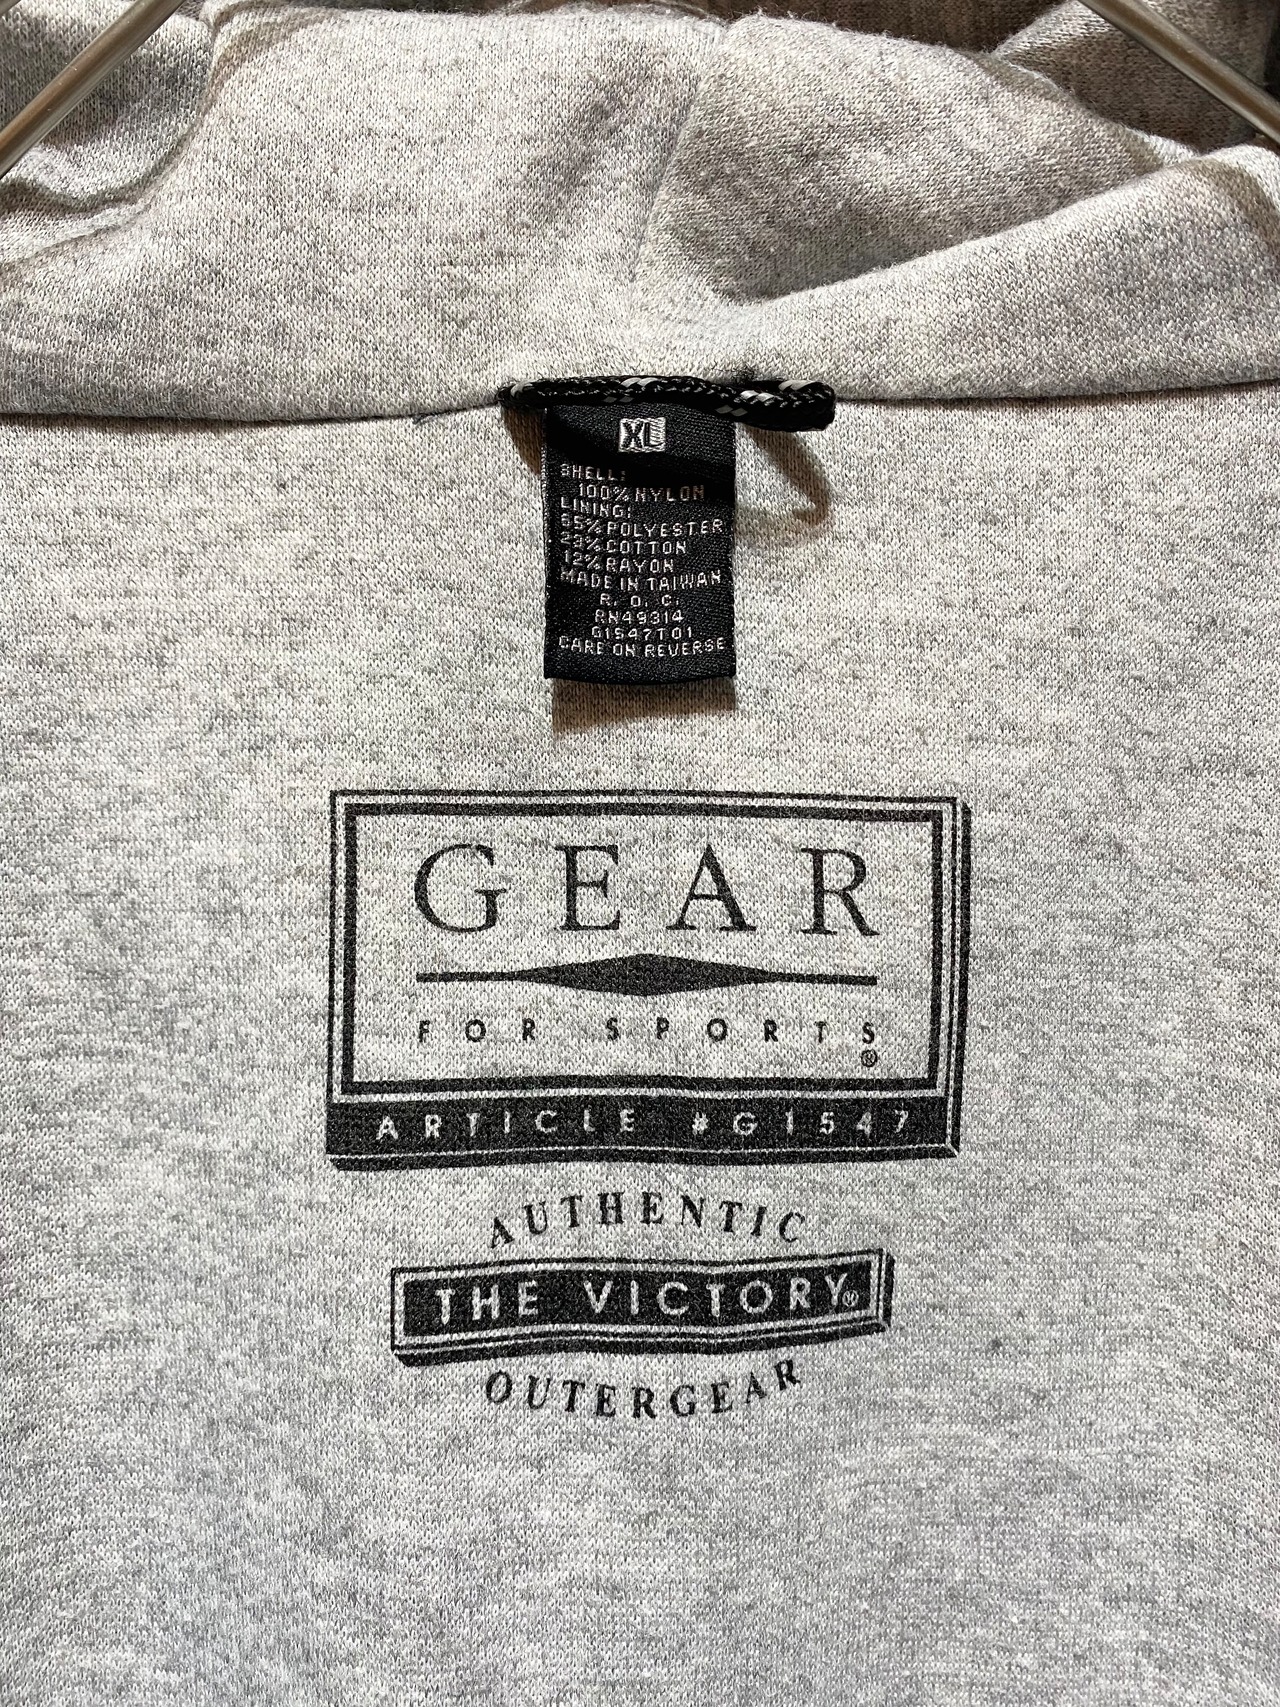 XL
SHELL:
100% NYLON
LINING:
65% POLYESTER
23% COTTON
12% RAYON
MADE IN TAIWAN
R. O. C.
RN49314
G1547T01
CARE ON REVERSE
GEAR
FOR SPORTS®
ARTICLE #G1547
AUTHENTIC
THE VICTORY®
OUTERGEAR